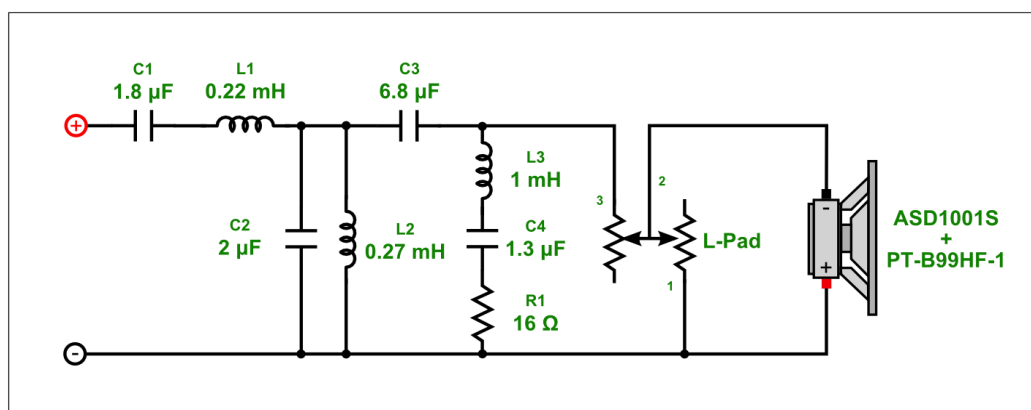 C1
1.8 µF
L1
0.22 mH
C3
6.8 µF
+
L3
1 mH
C2
2 µF
L2
0.27 mH
C4
1.3 µF
R1
16 Ω
3
2
1
L-Pad
-
+
ASD1001S
+
PT-B99HF-1
-